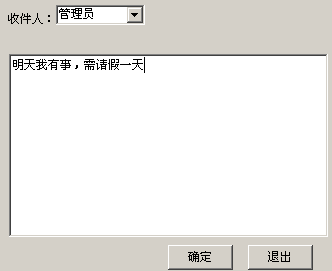 收件人：管理员
明天我有事，需请假一天
确定 退出